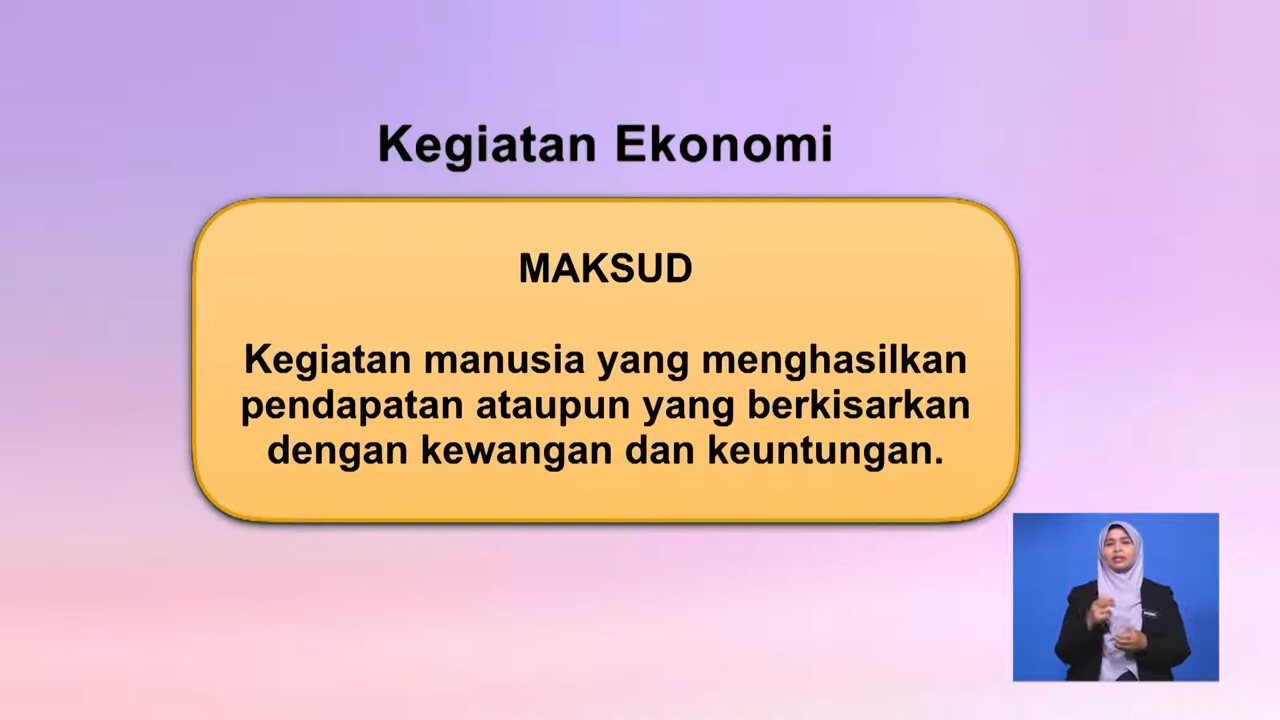 Kegiatan Ekonomi
MAKSUD
Kegiatan manusia yang menghasilkan
pendapatan ataupun yang berkisarkan
dengan kewangan dan keuntungan.